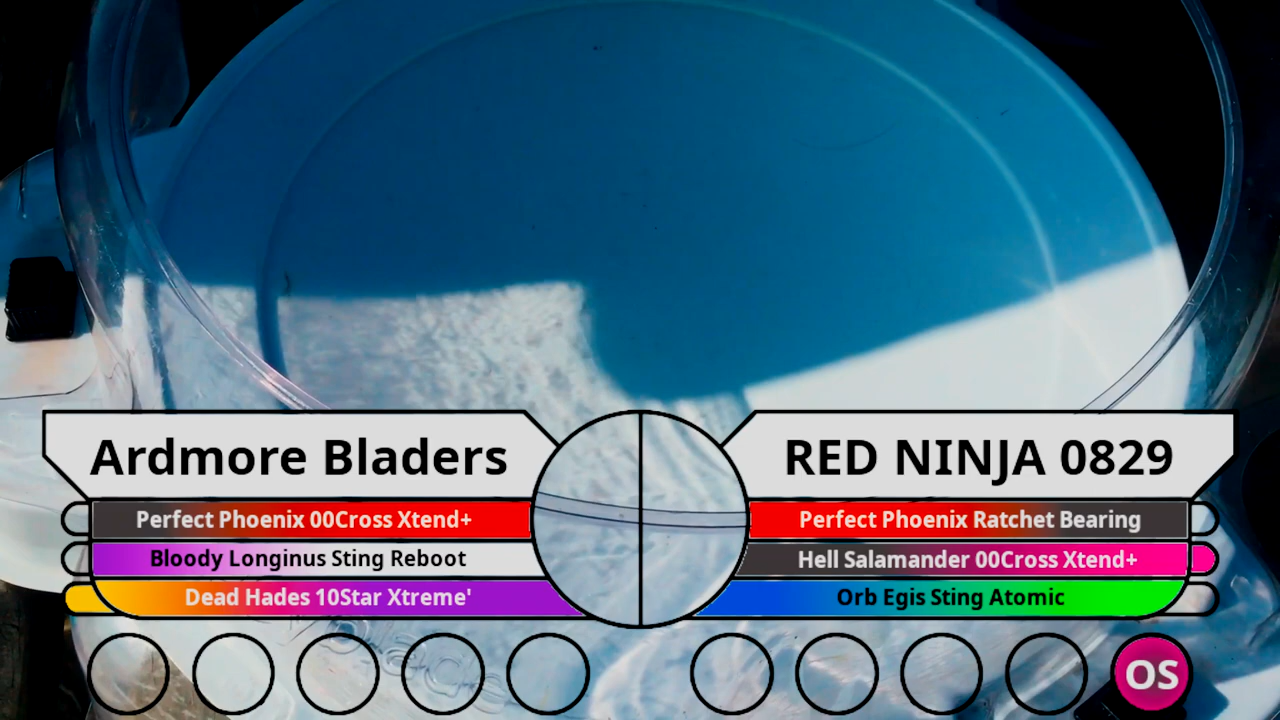 Ardmore Bladers
Perfect Phoenix 00Cross Xtend+
Bloody Longinus Sting Reboot
Dead Hades 10Star Xtreme'
RED NINJA 0829
Perfect Phoenix Ratchet Bearing
Hell Salamander 00Cross Xtend+
Orb Egis Sting Atomic
OS